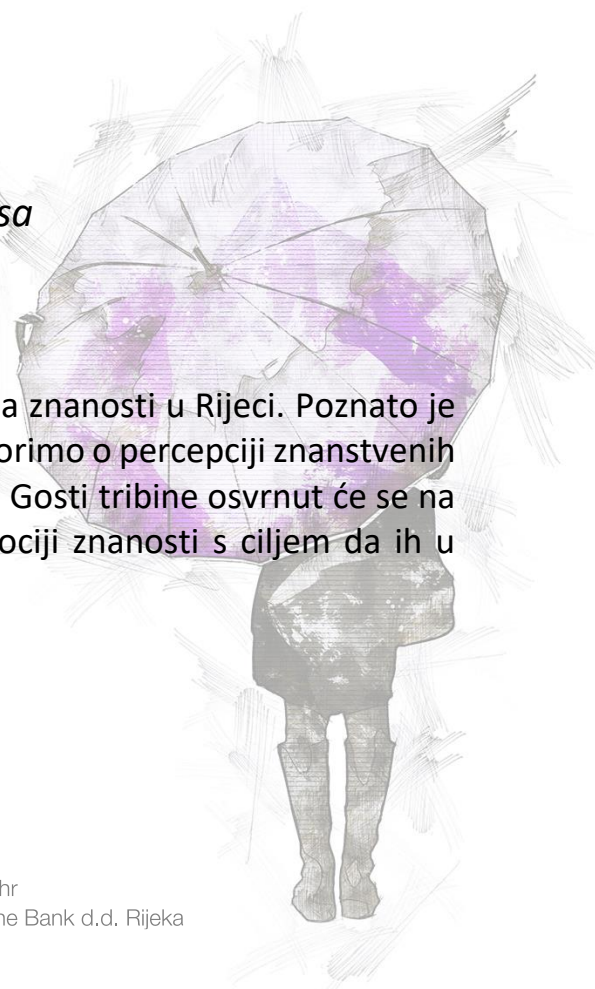 sa
a znanosti u Rijeci. Poznato je
orimo o percepciji znanstvenih
Gosti tribine osvrnut će se na
ociji znanosti s ciljem da ih u
hr
ne Bank d.d. Rijeka